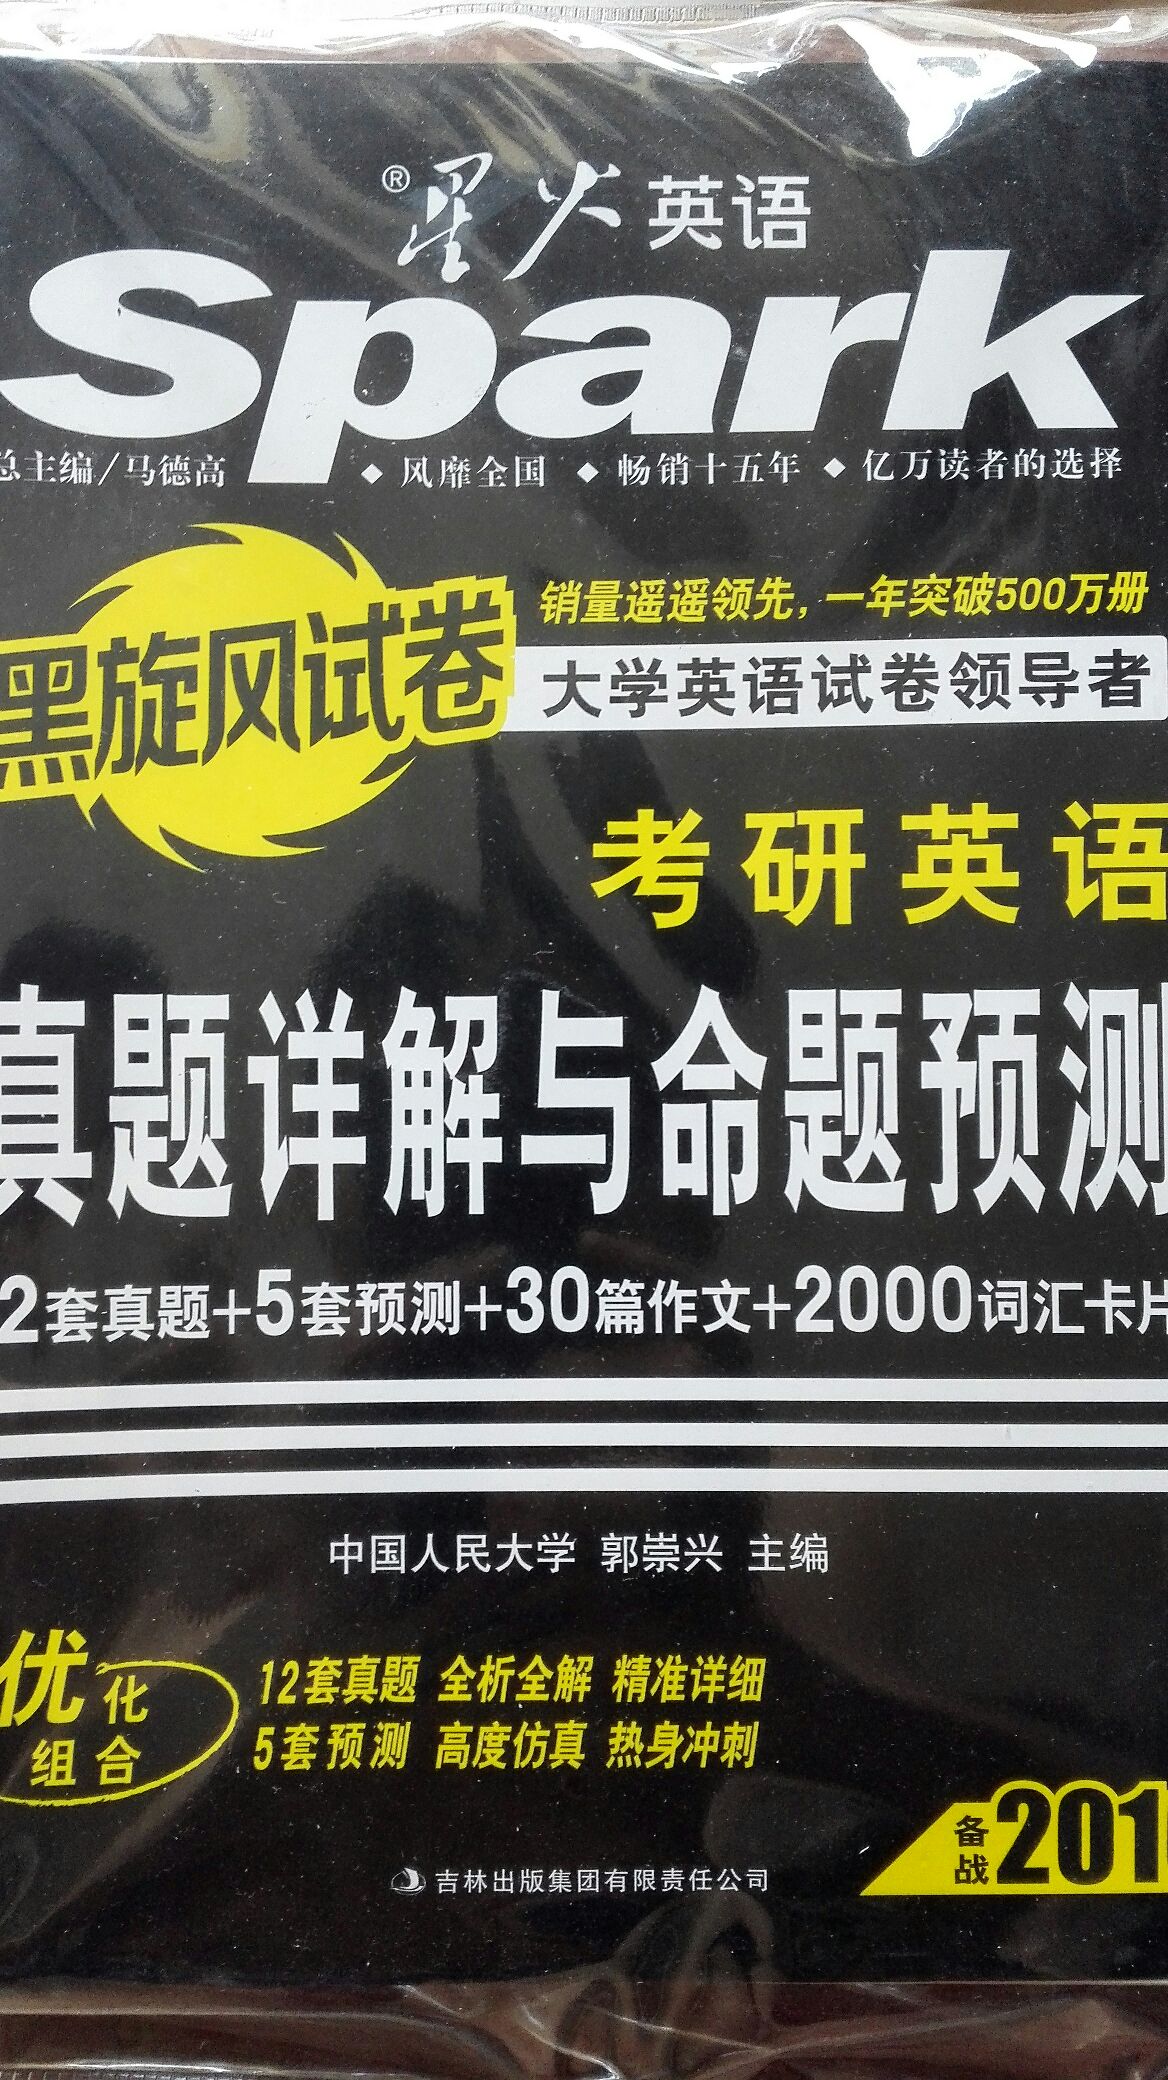 ®星火英语
Spark
总主编/马德高 ◆风靡全国 ◆畅销十五年 ◆亿万读者的选择
销量遥遥领先，一年突破500万册
黑旋风试卷
大学英语试卷领导者
考研英语
真题详解与命题预测
2套真题+5套预测+30篇作文+2000词汇卡片
中国人民大学 郭崇兴 主编
优化
组合
12套真题 全析全解 精准详细
5套预测 高度仿真 热身冲刺
备战
吉林出版集团有限责任公司